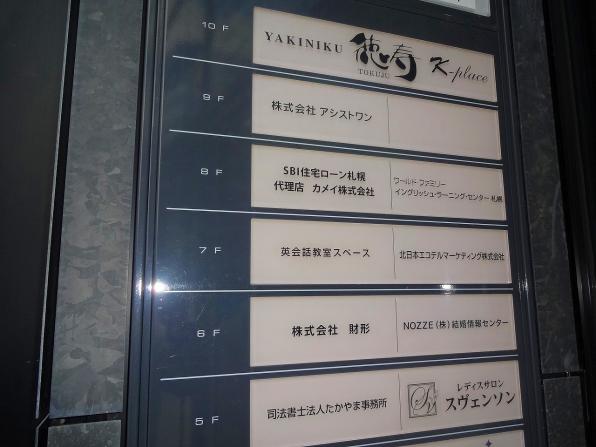 10 F
YAKINIKU 徳寿 K-place
TOKUJU
9 F
株式会社 アシストワン
8 F
SBI住宅ローン札幌
代理店 カメイ株式会社
ワールド・ファミリー
イングリッシュ・ラーニング・センター 札幌
7 F
英会話教室スペース
北日本エコデルマーケティング株式会社
6 F
株式会社 財形
NOZZE(株)結婚情報センター
5 F
司法書士法人たかやま事務所
レディスサロン
スヴェンソン